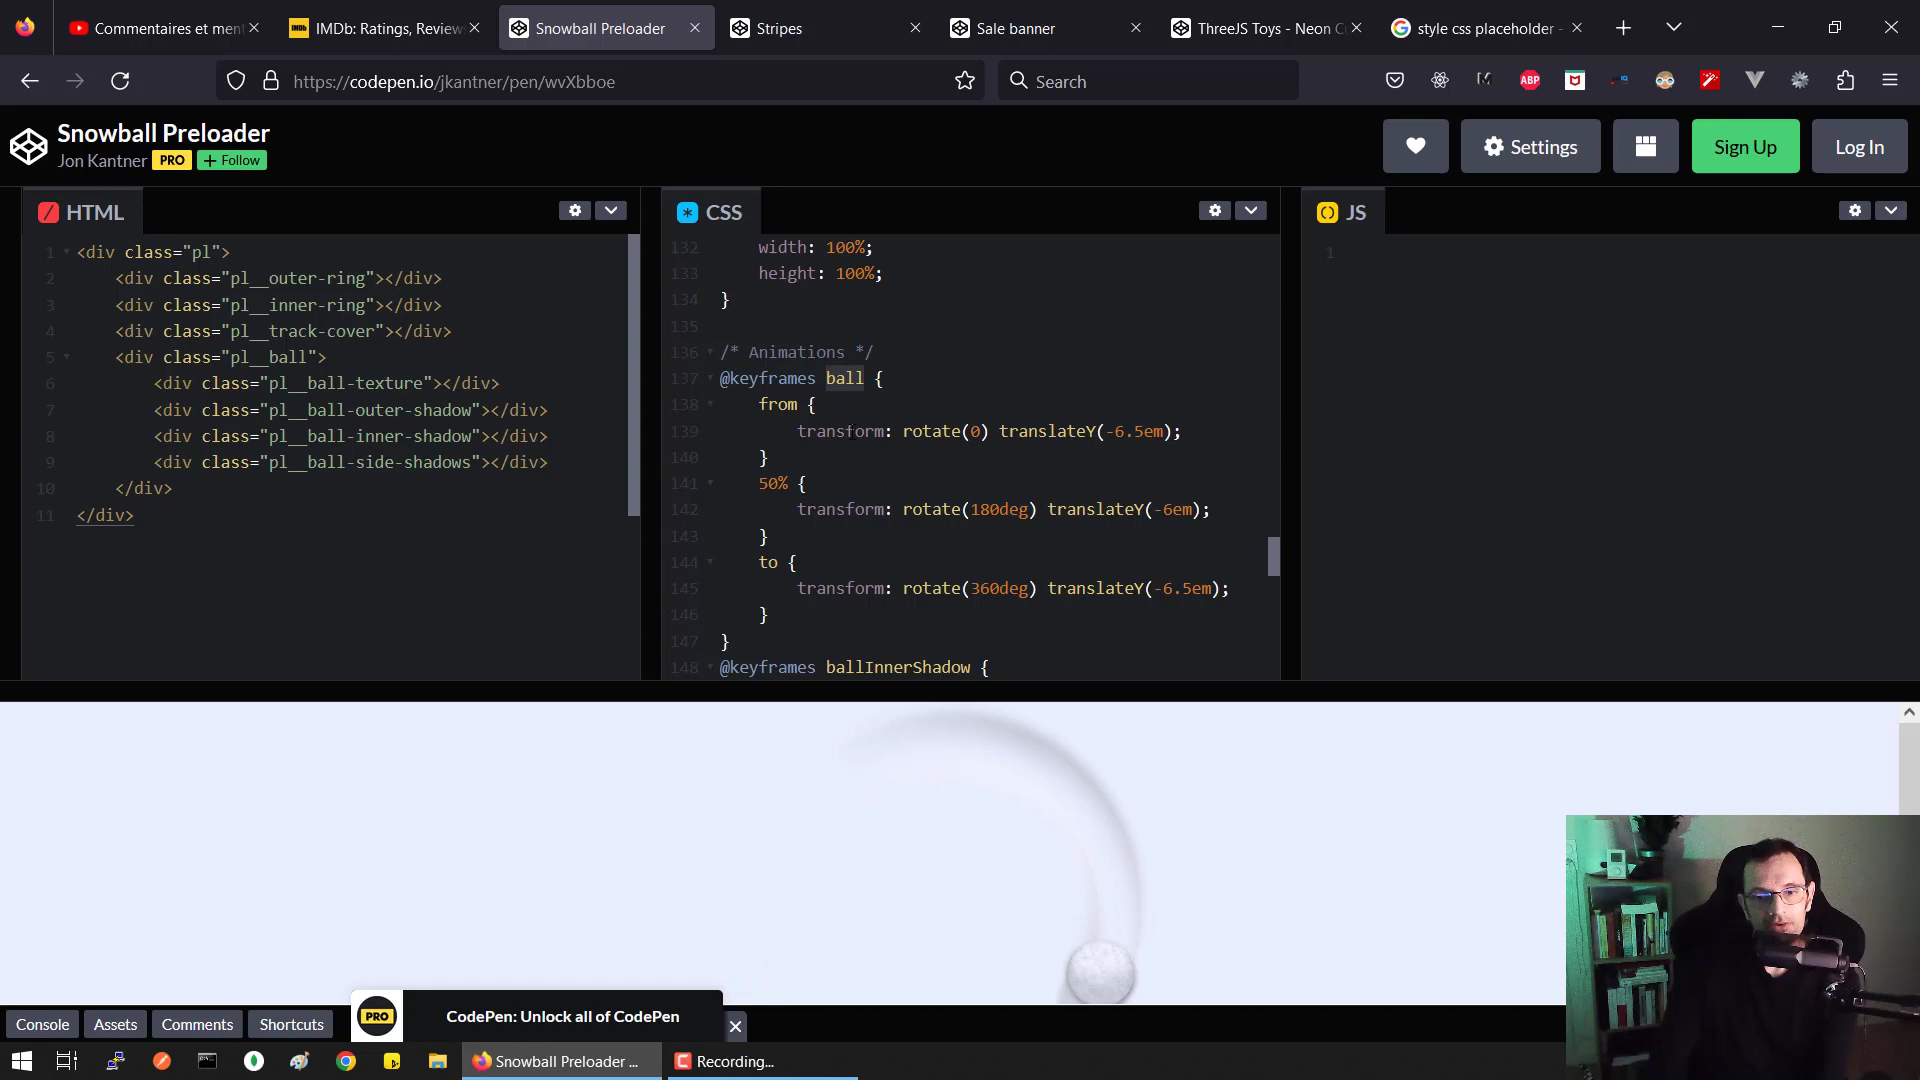 Commentaires et men
IMDb: Ratings, Review
Snowball Preloader
Stripes
Sale banner
ThreeJS Toys - Neon C
style css placeholder -
https://codepen.io/jkantner/pen/wvXbboe
Search
ABP
Snowball Preloader
Jon Kantner PRO + Follow
Settings
Sign Up
Log In
HTML
1 <div class="pl">
2 <div class="pl__outer-ring"></div>
3 <div class="pl__inner-ring"></div>
4 <div class="pl__track-cover"></div>
5 <div class="pl__ball">
6 <div class="pl__ball-texture"></div>
7 <div class="pl__ball-outer-shadow"></div>
8 <div class="pl__ball-inner-shadow"></div>
9 <div class="pl__ball-side-shadows"></div>
10 </div>
11 </div>
CSS
132 width: 100%;
133 height: 100%;
134 }
135
136 /* Animations */
137 @keyframes ball {
138 from {
139 transform: rotate(0) translateY(-6.5em);
140 }
141 50% {
142 transform: rotate(180deg) translateY(-6em);
143 }
144 to {
145 transform: rotate(360deg) translateY(-6.5em);
146 }
147 }
148 @keyframes ballInnerShadow {
JS
1
Console
Assets
Comments
Shortcuts
PRO
CodePen: Unlock all of CodePen
Snowball Preloader ...
Recording...